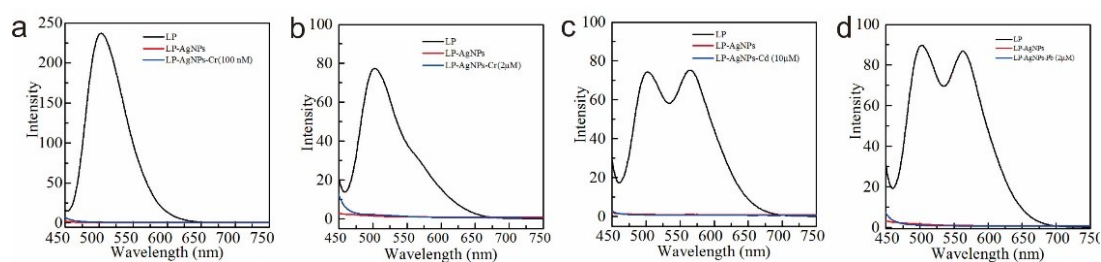 a
250
200
150
100
50
0
Intensity
LP
LP-AgNPs
LP-AgNPs-Cr(100 nM)
450 500 550 600 650 700 750
Wavelength (nm)
b
100
80
60
40
20
0
Intensity
LP
LP-AgNPs
LP-AgNPs-Cr(2μM)
450 500 550 600 650 700 750
Wavelength (nm)
c
100
80
60
40
20
0
Intensity
LP
LP-AgNPs
LP-AgNPs-Cd (10μM)
450 500 550 600 650 700 750
Wavelength (nm)
d
100
80
60
40
20
0
Intensity
LP
LP-AgNPs
LP-AgNPs-Pb (2μM)
450 500 550 600 650 700 750
Wavelength (nm)